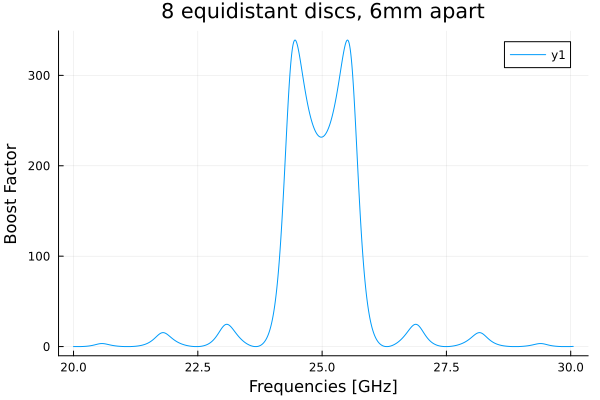 8 equidistant discs, 6mm apart
y1
300
200
100
0
Boost Factor
20.0 22.5 25.0 27.5 30.0
Frequencies [GHz]